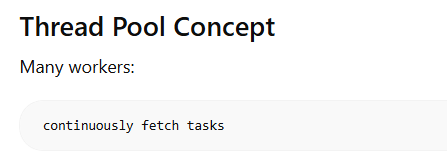 Thread Pool Concept
Many workers:
continuously fetch tasks